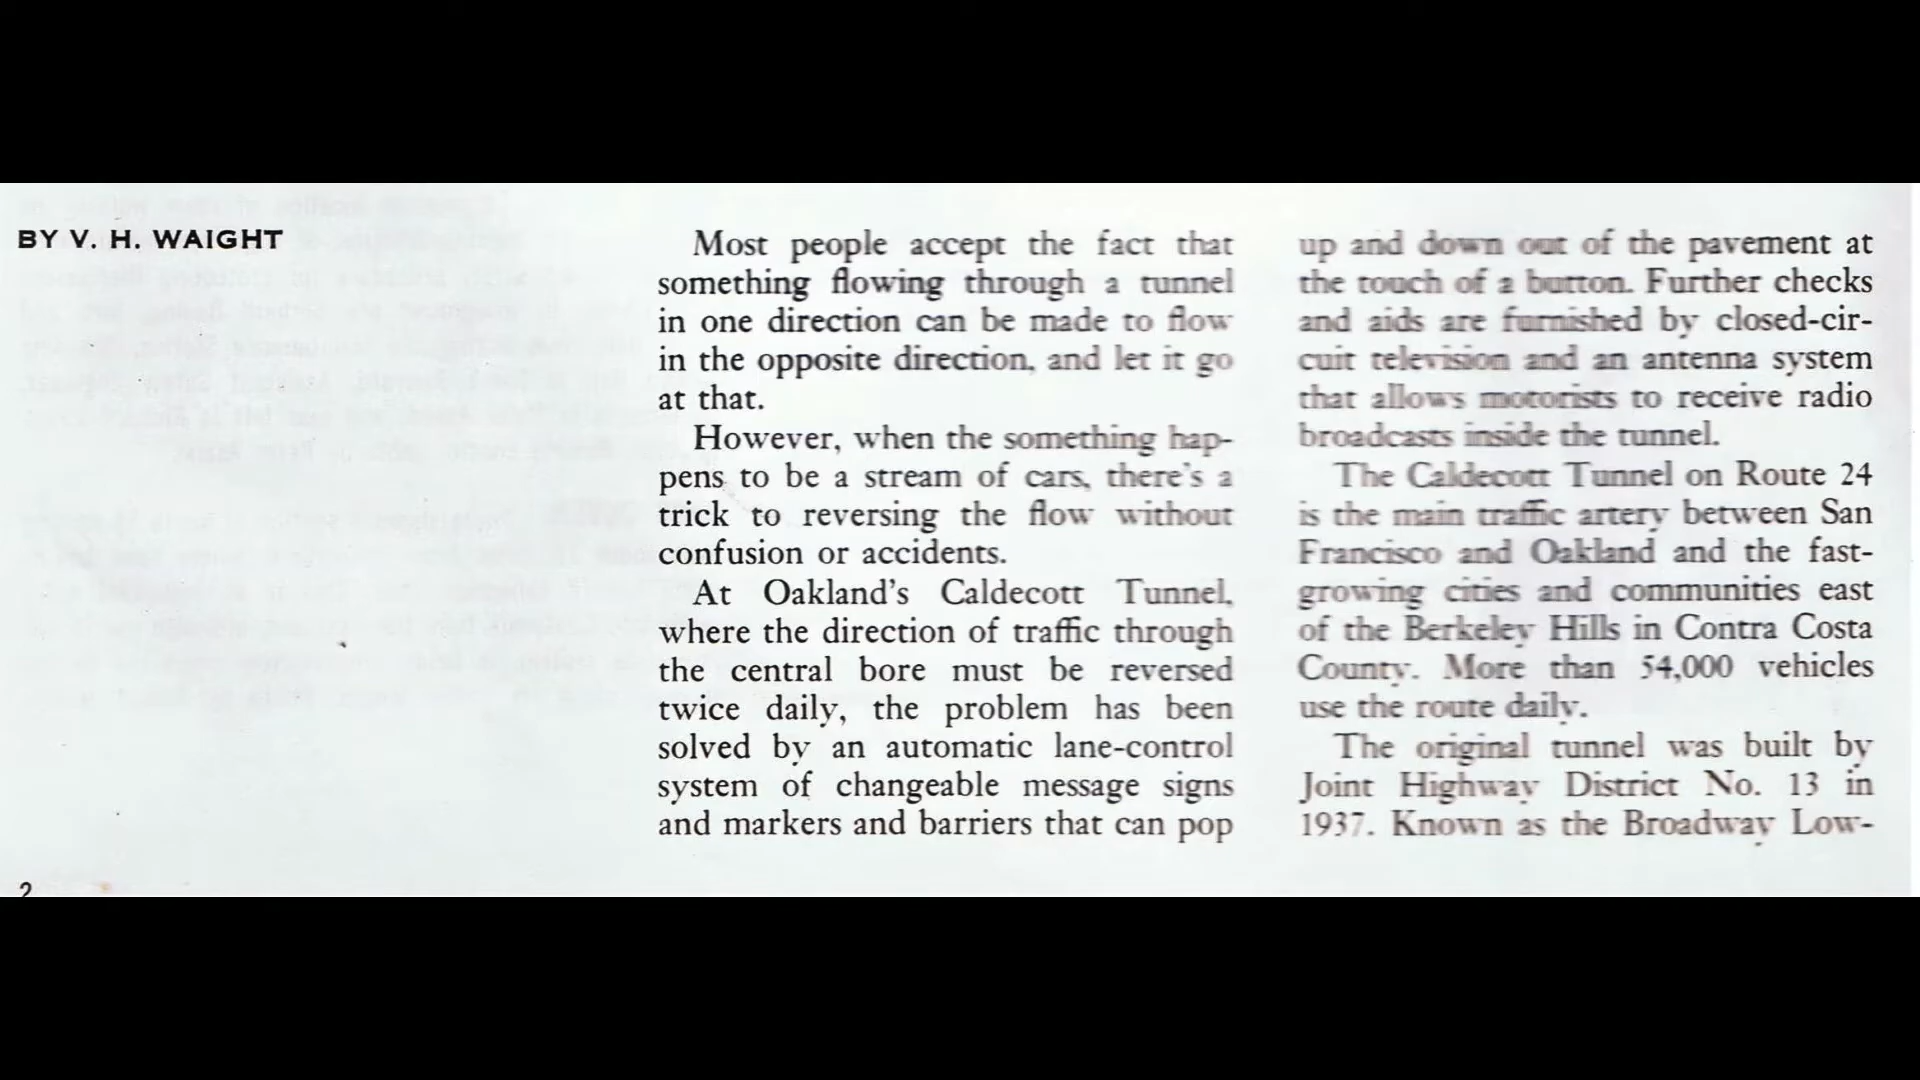 BY V. H. WAIGHT
Most people accept the fact that
something flowing through a tunnel
in one direction can be made to flow
in the opposite direction, and let it go
at that.
However, when the something hap-
pens to be a stream of cars, there's a
trick to reversing the flow without
confusion or accidents.
At Oakland's Caldecott Tunnel,
where the direction of traffic through
the central bore must be reversed
twice daily, the problem has been
solved by an automatic lane-control
system of changeable message signs
and markers and barriers that can pop
up and down out of the pavement at
the touch of a button. Further checks
and aids are furnished by closed-cir-
cuit television and an antenna system
that allows motorists to receive radio
broadcasts inside the tunnel.
The Caldecott Tunnel on Route 24
is the main traffic artery between San
Francisco and Oakland and the fast-
growing cities and communities east
of the Berkeley Hills in Contra Costa
County. More than 54,000 vehicles
use the route daily.
The original tunnel was built by
Joint Highway District No. 13 in
1937. Known as the Broadway Low-
2